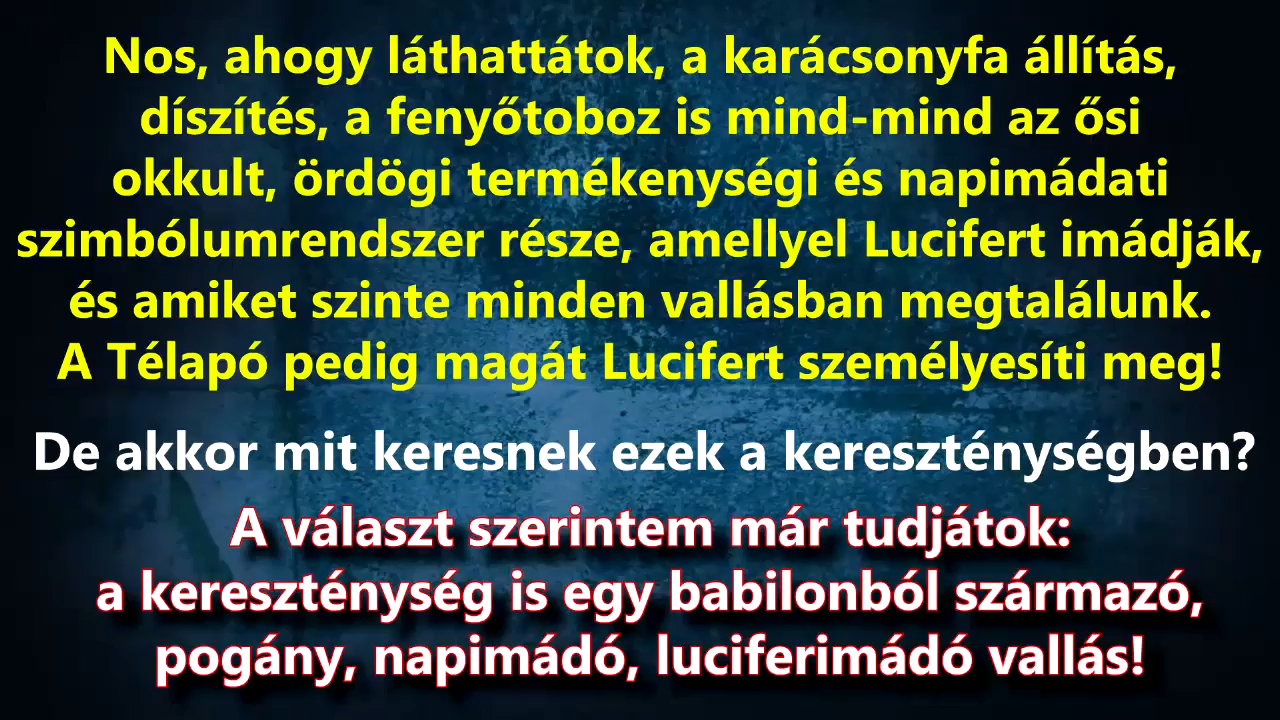 Nos, ahogy láthattátok, a karácsonyfa állítás,
díszítés, a fenyőtoboz is mind-mind az ősi
okkult, ördögi termékenységi és napimádati
szimbólumrendszer része, amellyel Lucifert imádják,
és amiket szinte minden vallásban megtalálunk.
A Télapó pedig magát Lucifert személyesíti meg!
De akkor mit keresnek ezek a kereszténységben?
A választ szerintem már tudjátok:
a kereszténység is egy babilonból származó,
pogány, napimádó, luciferimádó vallás!